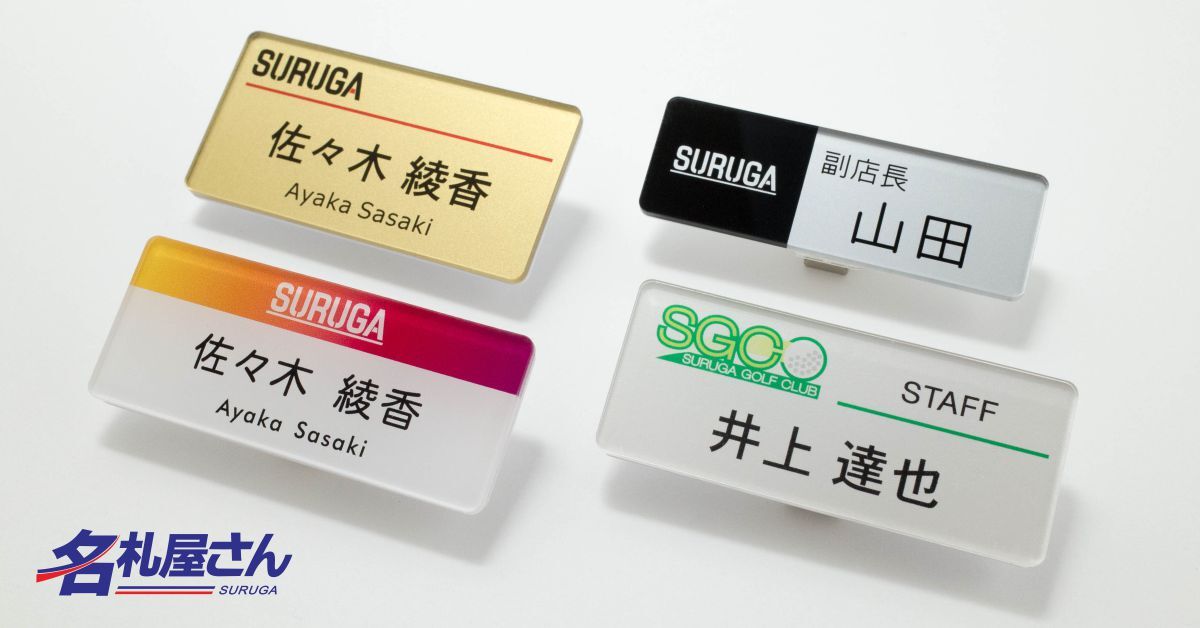 SURUGA
佐々木 綾香
Ayaka Sasaki
SURUGA
副店長
山田
SURUGA
佐々木 綾香
Ayaka Sasaki
SGC
SURUGA GOLF CLUB
STAFF
井上 達也
名札屋さん
SURUGA